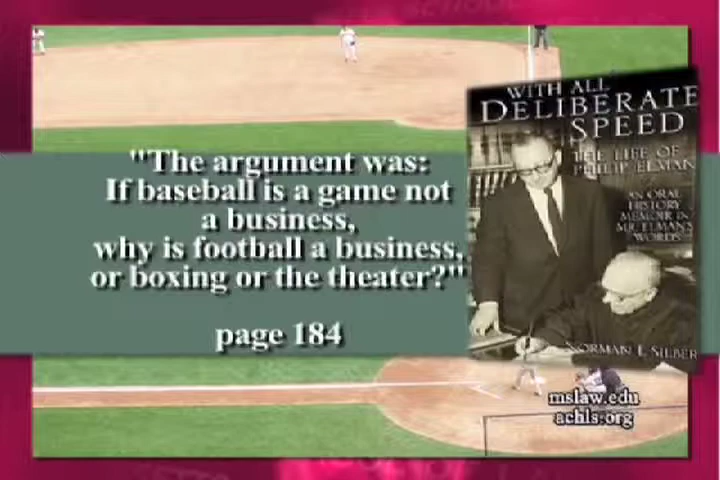 WITH ALL
DELIBERATE
SPEED
THE LIFE OF
PHILIP ELMAN
AN ORAL
HISTORY
MEMOIR IN
MR. ELMAN'S
WORDS
NORMAN I. SILBER
"The argument was:
If baseball is a game not
a business,
why is football a business,
or boxing or the theater?"
page 184
mslaw.edu
achls.org